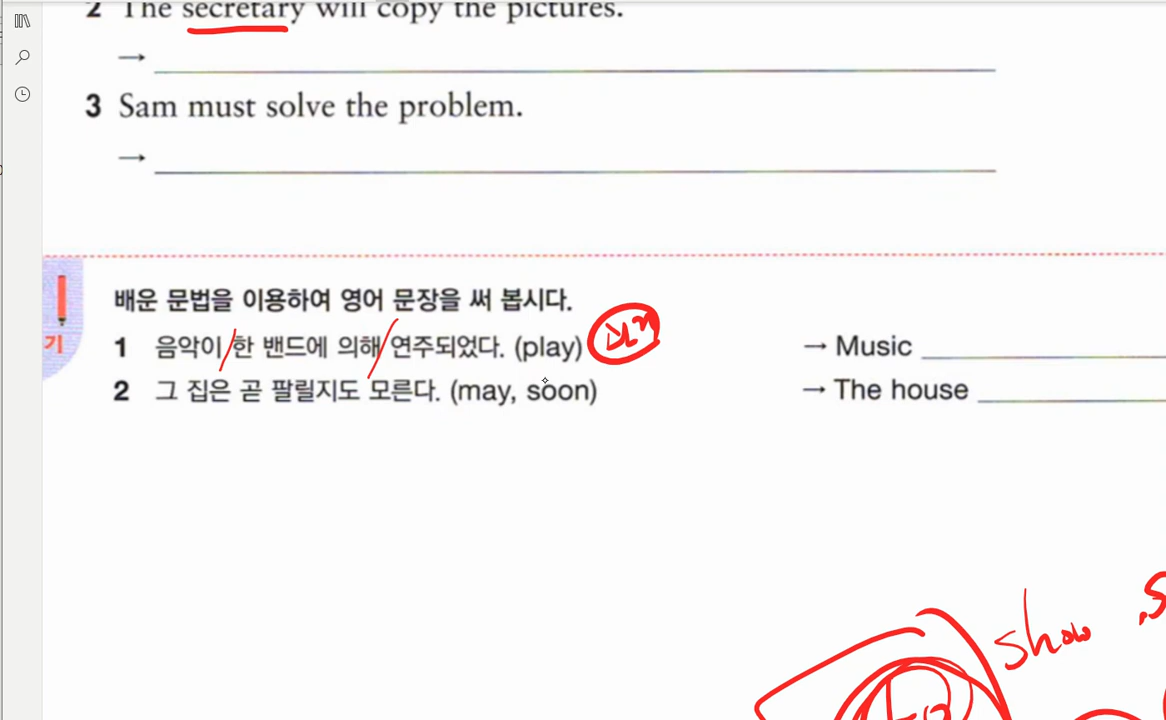 2 The secretary will copy the pictures.
→
3 Sam must solve the problem.
→
배운 문법을 이용하여 영어 문장을 써 봅시다.
기
1 음악이 한 밴드에 의해 연주되었다. (play) → Music
2 그 집은 곧 팔릴지도 모른다. (may, soon) → The house
show